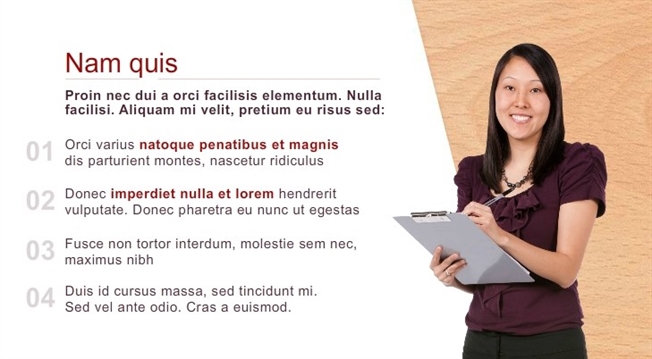 Nam quis
Proin nec dui a orci facilisis elementum. Nulla
facilisi. Aliquam mi velit, pretium eu risus sed:
01
Orci varius natoque penatibus et magnis
dis parturient montes, nascetur ridiculus
02
Donec imperdiet nulla et lorem hendrerit
vulputate. Donec pharetra eu nunc ut egestas
03
Fusce non tortor interdum, molestie sem nec,
maximus nibh
04
Duis id cursus massa, sed tincidunt mi.
Sed vel ante odio. Cras a euismod.